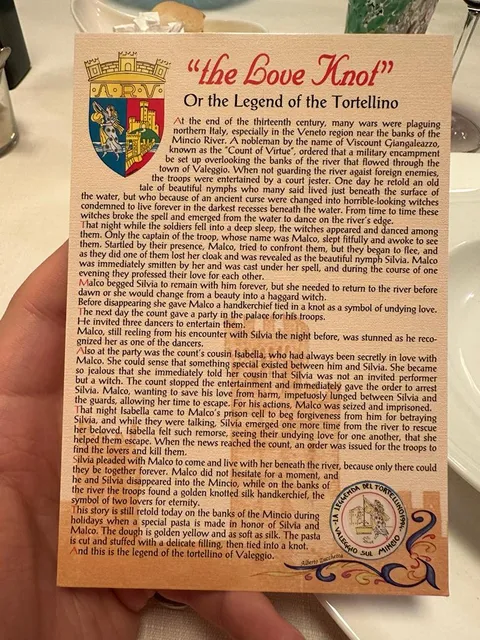 A R V
"the Love Knot"
Or the Legend of the Tortellino
At the end of the thirteenth century, many wars were plaguing
northern Italy, especially in the Veneto region near the banks of the
Mincio River. A nobleman by the name of Viscount Giangaleazzo,
known as the "Count of Virtue", ordered that a military encampment
be set up overlooking the banks of the river that flowed through the
town of Valeggio. When not guarding the river against foreign enemies,
the troops were entertained by a court jester. One day he retold an old
tale of beautiful nymphs who many said lived just beneath the surface of
the water, but who because of an ancient curse were changed into horrible-looking witches
condemned to live forever in the darkest recesses beneath the water. From time to time these
witches broke the spell and emerged from the water to dance on the river's edge.
That night while the soldiers fell into a deep sleep, the witches appeared and danced among
them. Only the captain of the troop, whose name was Malco, slept fitfully and awoke to see
them. Startled by their presence, Malco, tried to confront them, but they began to flee, and
as they did one of them lost her cloak and was revealed as the beautiful nymph Silvia. Malco
was immediately smitten by her and was cast under her spell, and during the course of one
evening they professed their love for each other.
Malco begged Silvia to remain with him forever, but she needed to return to the river before
dawn or she would change from a beauty into a haggard witch.
Before disappearing she gave Malco a handkerchief tied in a knot as a symbol of undying love.
The next day the count gave a party in the palace for his troops.
He invited three dancers to entertain them.
Malco, still reeling from his encounter with Silvia the night before, was stunned as he reco-
gnized her as one of the dancers.
Also at the party was the count's cousin Isabella, who had always been secretly in love with
Malco. She could sense that something special existed between him and Silvia. She became
so jealous that she immediately told her cousin that Silvia was not an invited performer
but a witch. The count stopped the entertainment and immediately gave the order to arrest
Silvia. Malco, wanting to save his love from harm, impetuously lunged between Silvia and
the guards, allowing her time to escape. For his actions, Malco was seized and imprisoned.
That night Isabella came to Malco's prison cell to beg forgiveness from him for betraying
Silvia, and while they were talking, Silvia emerged one more time from the river to rescue
her beloved. Isabella felt such remorse, seeing their undying love for one another, that she
helped them escape. When the news reached the count, an order was issued for the troops to
find the lovers and kill them.
Silvia pleaded with Malco to come and live with her beneath the river, because only there could
they be together forever. Malco did not hesitate for a moment, and
he and Silvia disappeared into the Mincio, while on the banks of
the river the troops found a golden knotted silk handkerchief, the
symbol of two lovers for eternity.
This story is still retold today on the banks of the Mincio during
holidays when a special pasta is made in honor of Silvia and
Malco. The dough is golden yellow and as soft as silk. The pasta
is cut and stuffed with a delicate filling, then tied into a knot.
And this is the legend of the tortellino of Valeggio.
LA LEGGENDA DEL TORTELLINO
VALEGGIO SUL MINCIO
Alberto Zucchetta